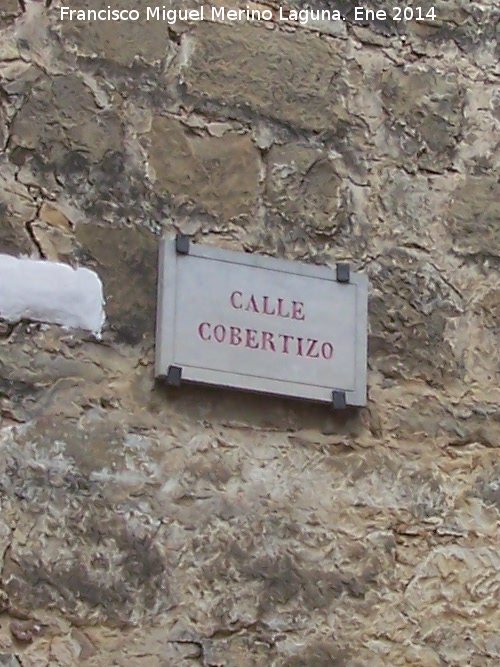 Francisco Miguel Merino Laguna. Ene 2014
CALLE
COBERTIZO